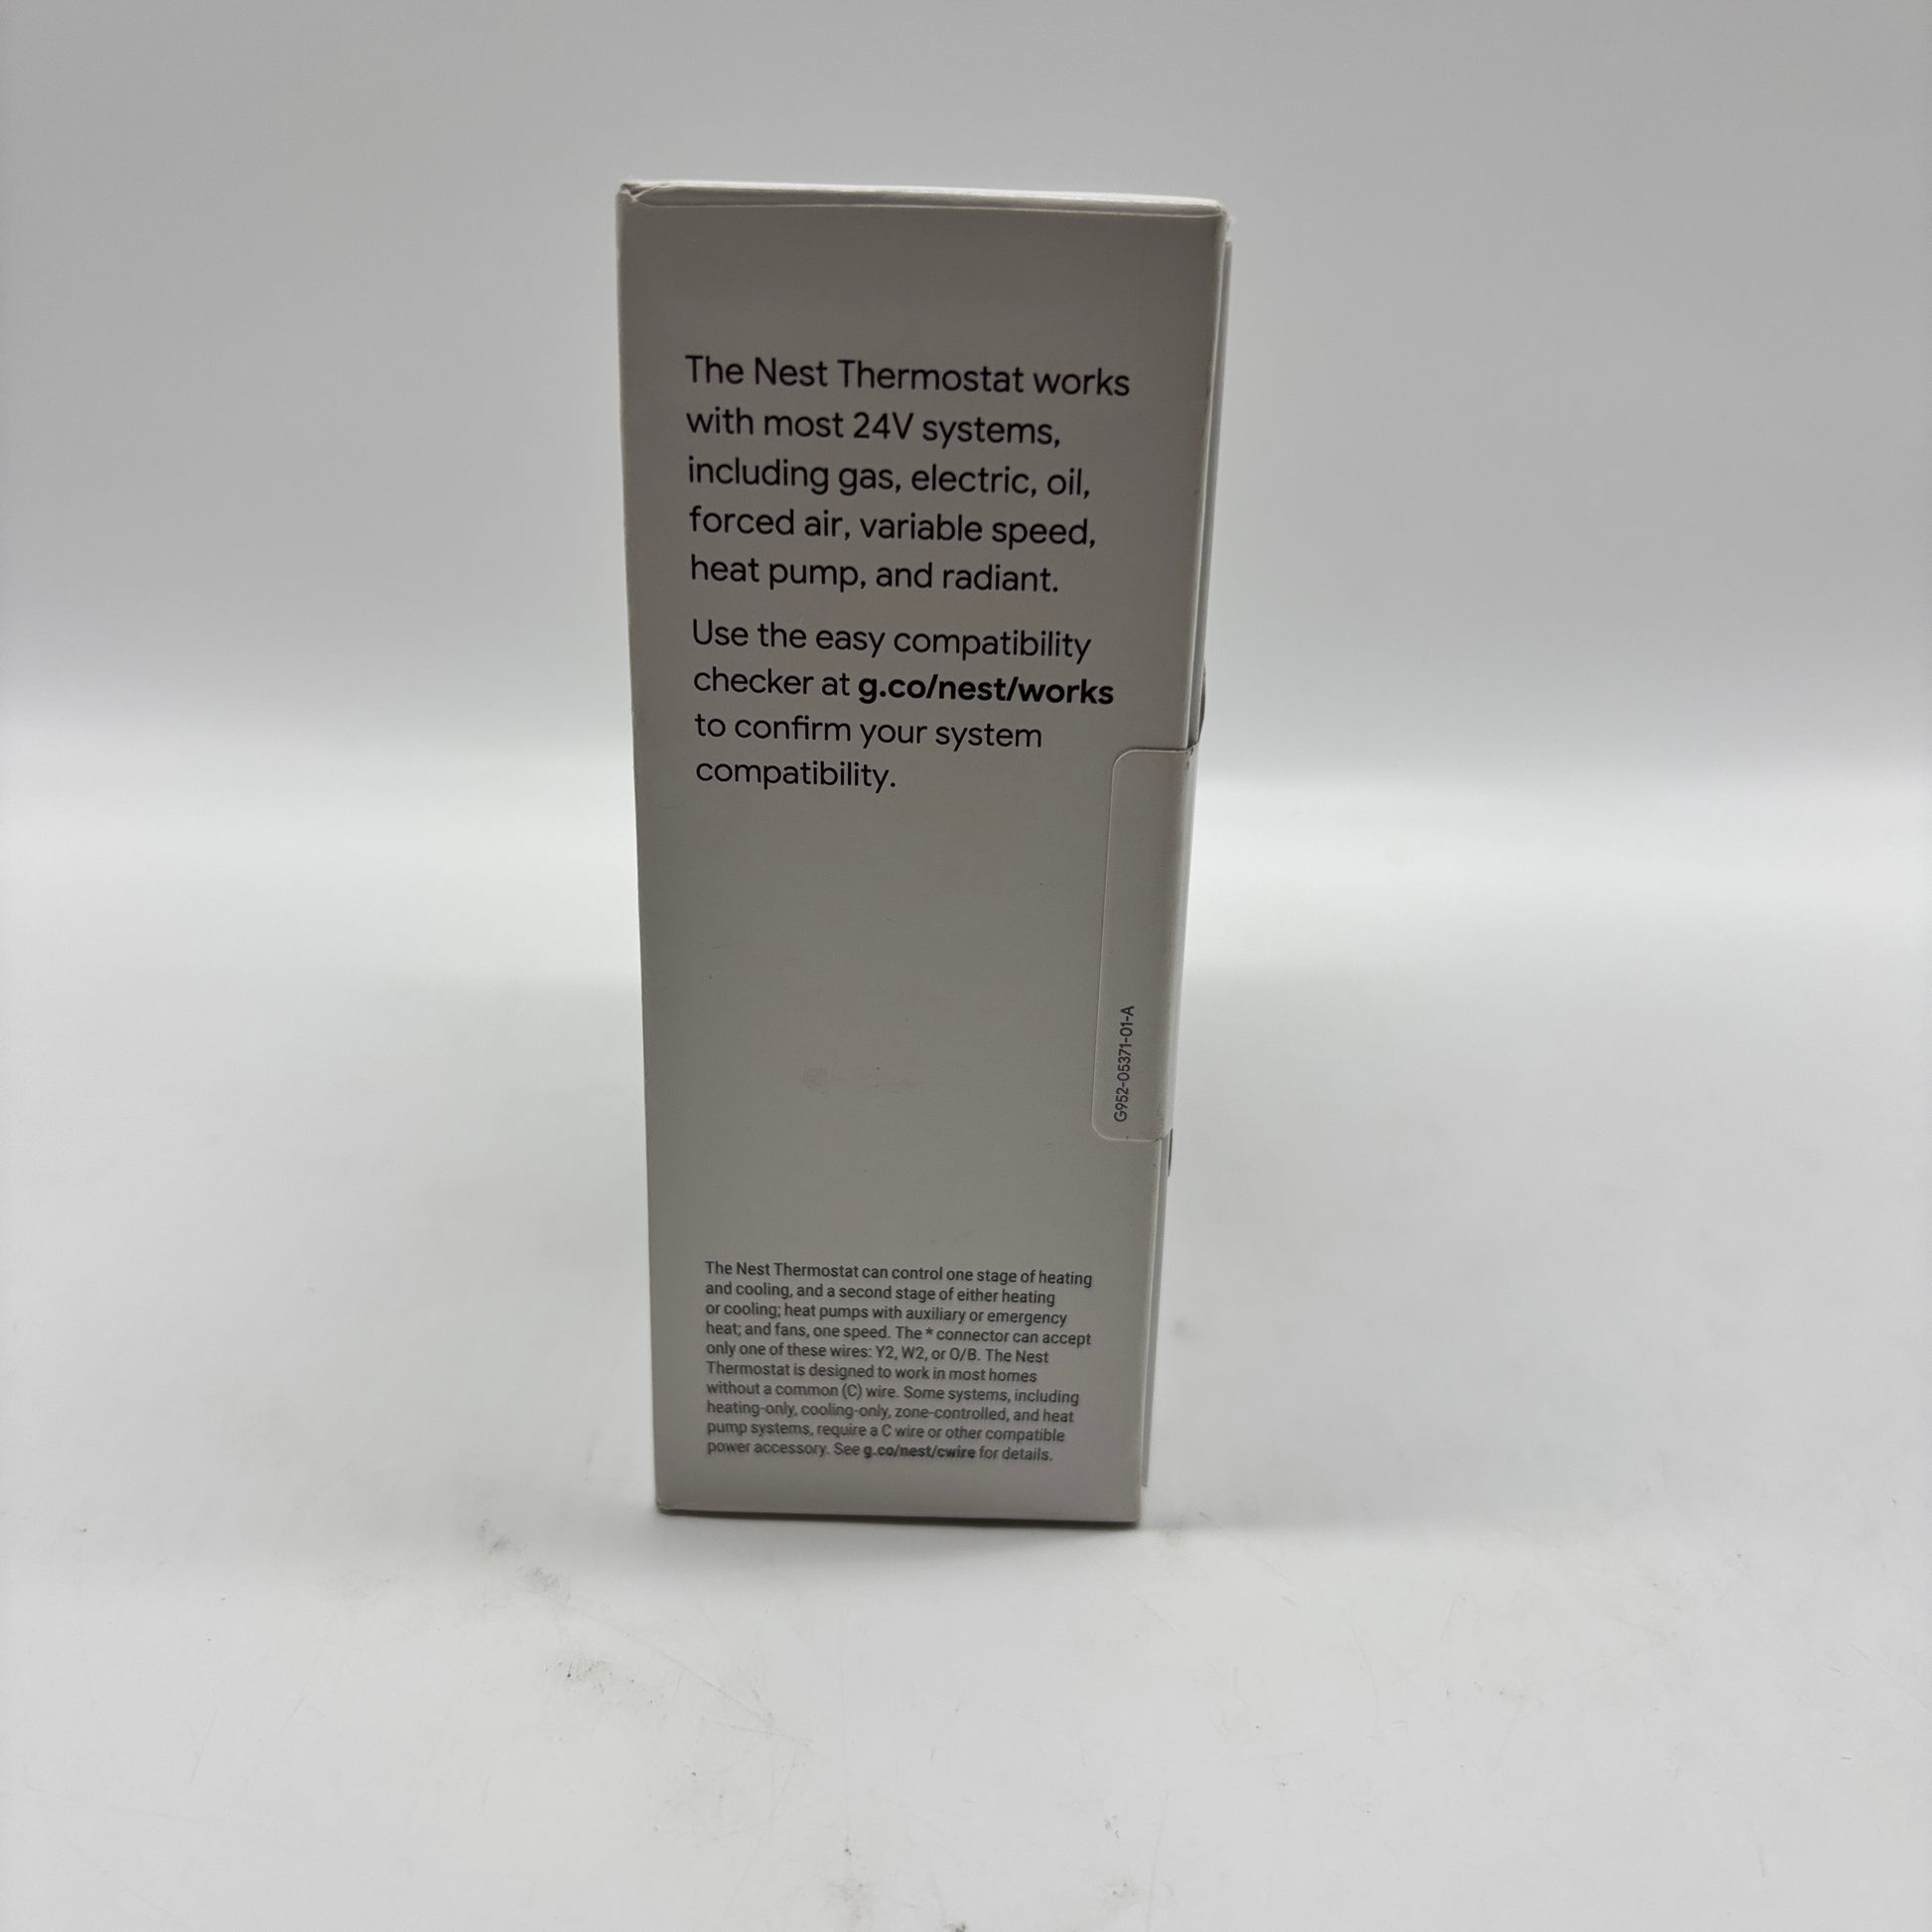 The Nest Thermostat works
with most 24V systems,
including gas, electric, oil,
forced air, variable speed,
heat pump, and radiant.
Use the easy compatibility
checker at g.co/nest/works
to confirm your system
compatibility.
G952-05371-01-A
The Nest Thermostat can control one stage of heating
and cooling, and a second stage of either heating
or cooling; heat pumps with auxiliary or emergency
heat; and fans, one speed. The * connector can accept
only one of these wires: Y2, W2, or O/B. The Nest
Thermostat is designed to work in most homes
without a common (C) wire. Some systems, including
heating-only, cooling-only, zone-controlled, and heat
pump systems, require a C wire or other compatible
power accessory. See g.co/nest/cwire for details.